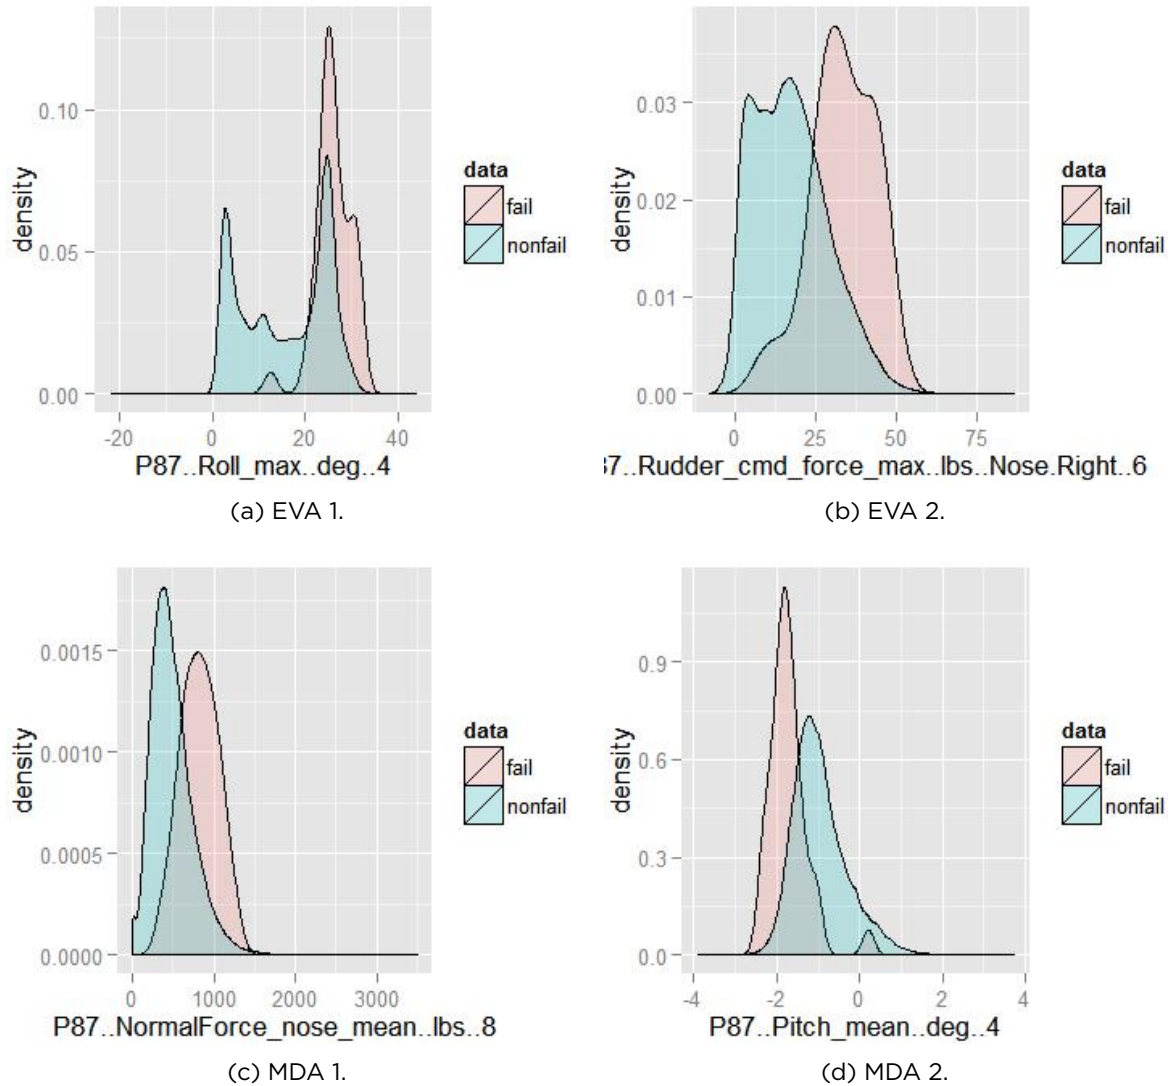 density
0.10
0.05
0.00
-20
0
20
40
P87..Roll_max..deg..4
data
fail
nonfail
(a) EVA 1.
density
0.03
0.02
0.01
0.00
0
25
50
75
37..Rudder_cmd_force_max..lbs..Nose.Right..6
data
fail
nonfail
(b) EVA 2.
density
0.0015
0.0010
0.0005
0.0000
0
1000
2000
3000
P87..NormalForce_nose_mean..lbs..8
data
fail
nonfail
(c) MDA 1.
density
0.9
0.6
0.3
0.0
-4
-2
0
2
4
P87..Pitch_mean..deg..4
data
fail
nonfail
(d) MDA 2.